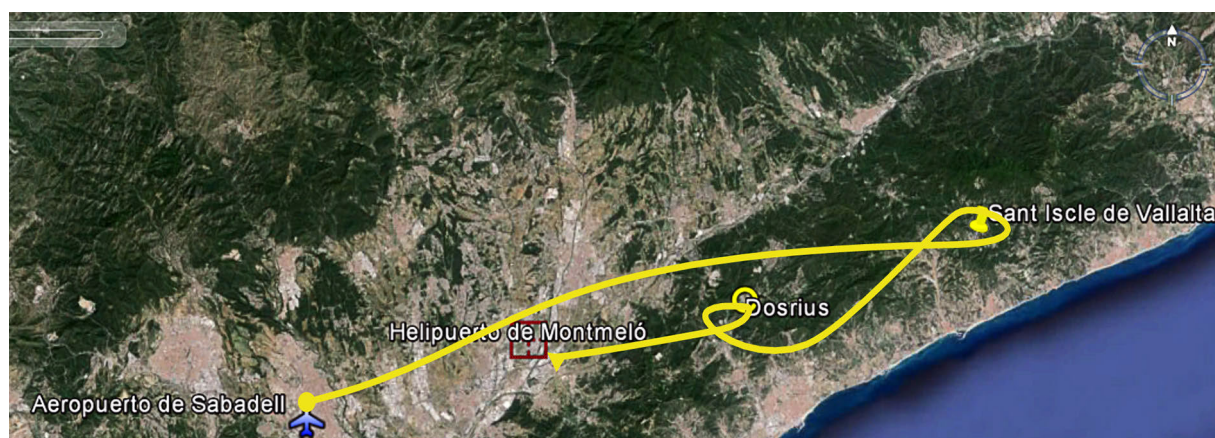 N
Sant Iscle de Vallalta
Dosrius
Helipuerto de Montmeló
H
Aeropuerto de Sabadell